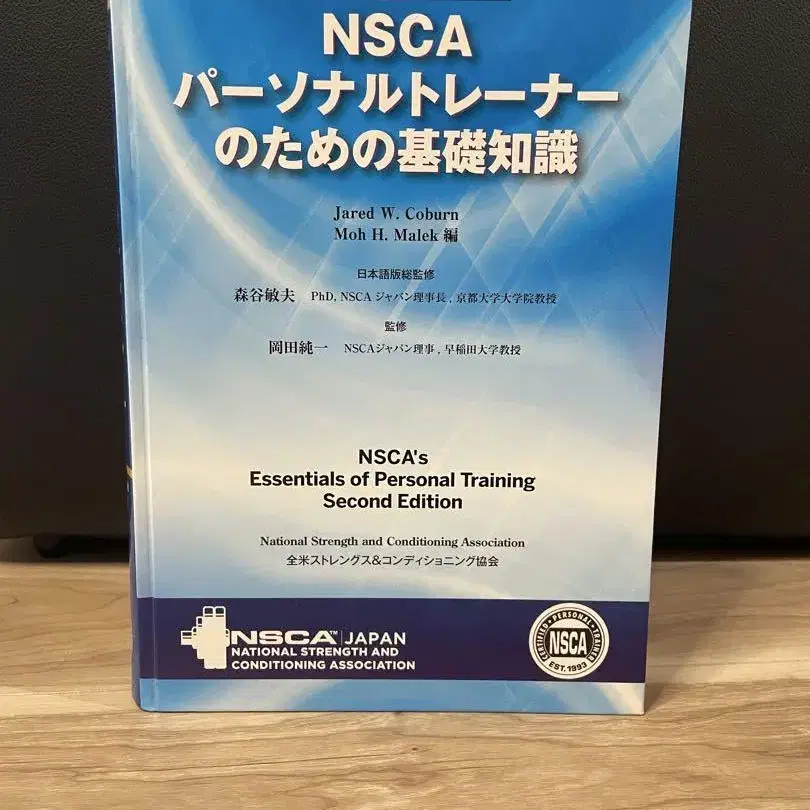 NSCA
パーソナルトレーナー
のための基礎知識
Jared W. Coburn
Moh H. Malek 編
日本語版総監修
森谷敏夫 PhD, NSCA ジャパン理事長, 京都大学大学院教授
監修
岡田純一 NSCAジャパン理事, 早稲田大学教授
NSCA's
Essentials of Personal Training
Second Edition
National Strength and Conditioning Association
全米ストレングス&コンディショニング協会
NSCA™ JAPAN
NATIONAL STRENGTH AND
CONDITIONING ASSOCIATION
CERTIFIED • PERSONAL • TRAINER
NSCA
EST. 1993